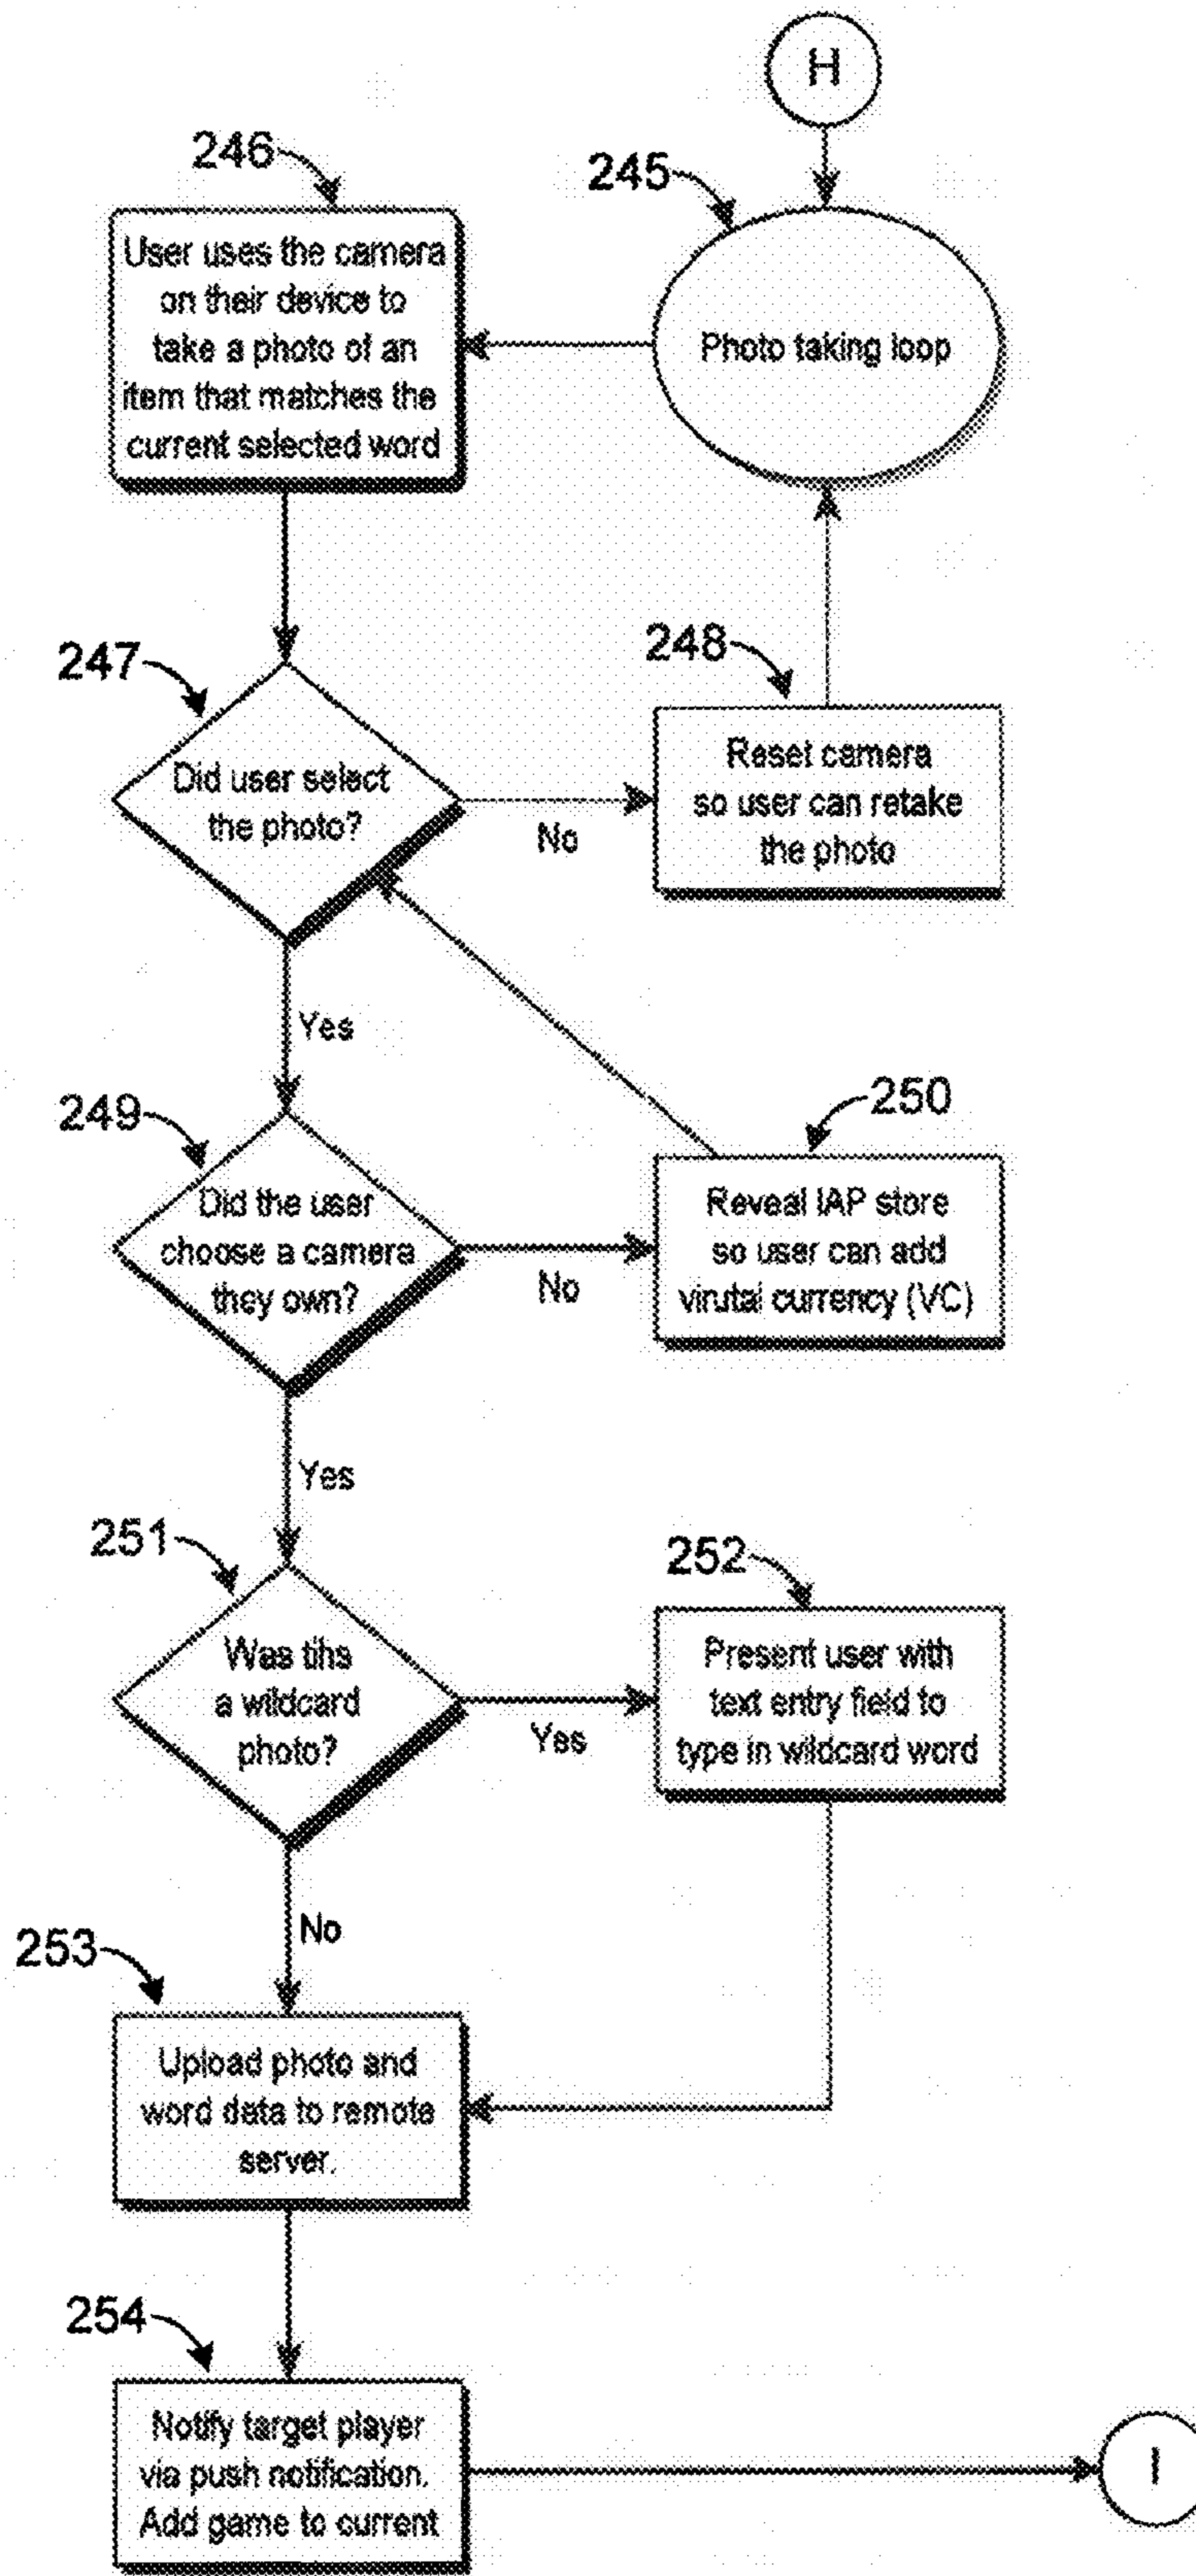 H
246
245
User uses the camera
on their device to
take a photo of an
item that matches the
current selected word
Photo taking loop
247
248
Did user select
the photo?
No
Reset camera
so user can retake
the photo
Yes
249
250
Did the user
choose a camera
they own?
No
Reveal IAP store
so user can add
virutal currency (VC)
Yes
251
252
Was tihs
a wildcard
photo?
Yes
Present user with
text entry field to
type in wildcard word
No
253
Upload photo and
word data to remote
server.
254
Notify target player
via push notification.
Add game to current
I